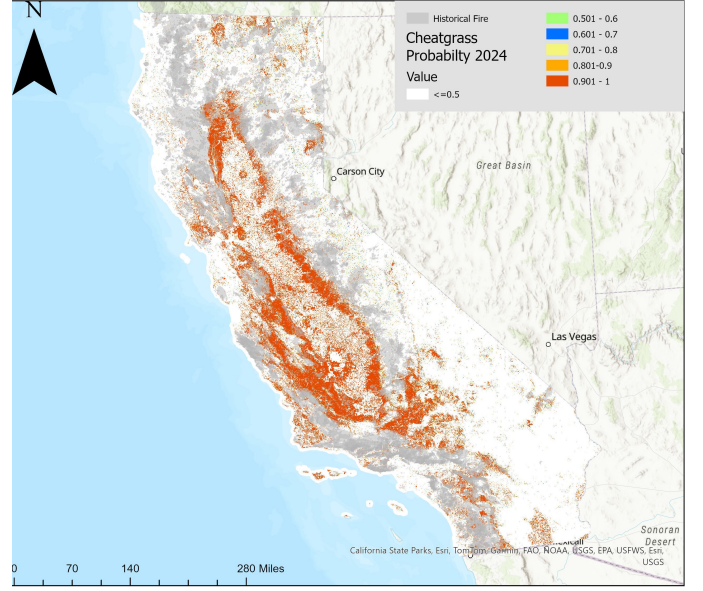 N
Historical Fire
Cheatgrass
Probabilty 2024
Value
<=0.5
0.501 - 0.6
0.601 - 0.7
0.701 - 0.8
0.801-0.9
0.901 - 1
Carson City
Great Basin
Las Vegas
Sonoran
Desert
California State Parks, Esri, TomTom, Garmin, FAO, NOAA, USGS, EPA, USFWS, Esri,
USGS
0 70 140 280 Miles